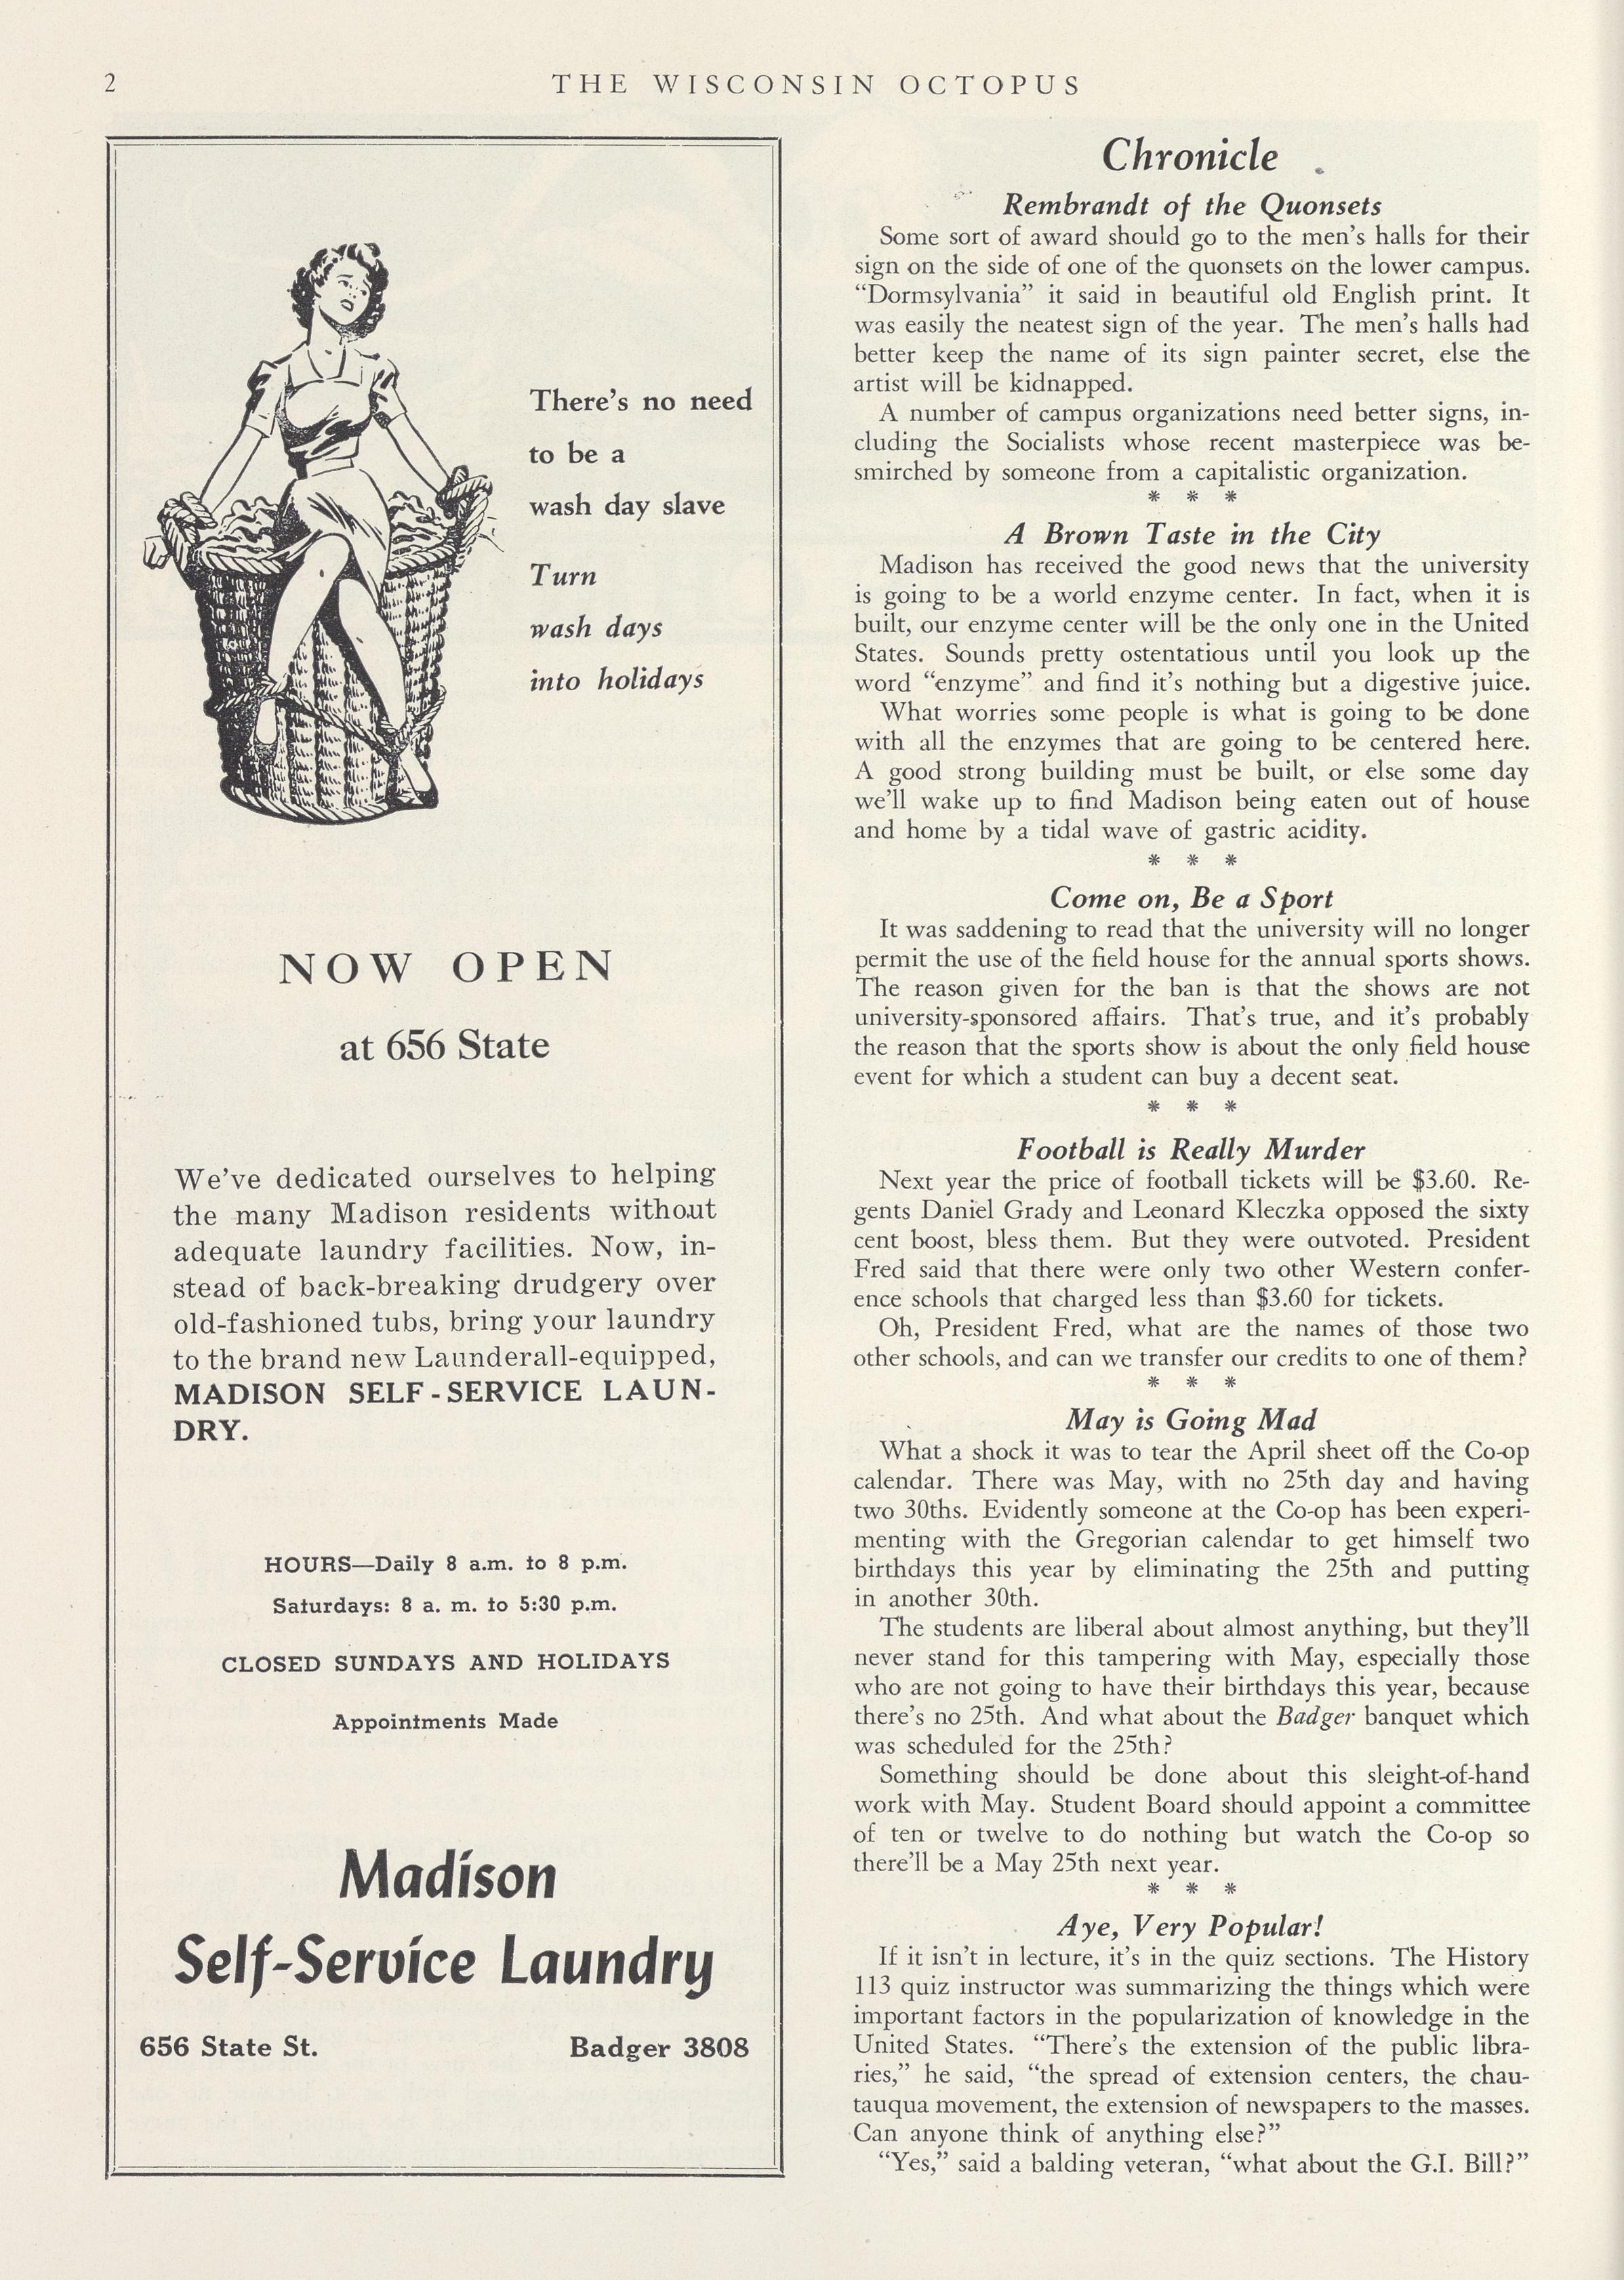 2
THE WISCONSIN OCTOPUS
There's no need
to be a
wash day slave
Turn
wash days
into holidays
NOW OPEN
at 656 State
We've dedicated ourselves to helping
the many Madison residents without
adequate laundry facilities. Now, in-
stead of back-breaking drudgery over
old-fashioned tubs, bring your laundry
to the brand new Launderall-equipped,
MADISON SELF-SERVICE LAUN-
DRY.
HOURS—Daily 8 a.m. to 8 p.m.
Saturdays: 8 a. m. to 5:30 p.m.
CLOSED SUNDAYS AND HOLIDAYS
Appointments Made
Madison
Self-Service Laundry
656 State St. Badger 3808
Chronicle
Rembrandt of the Quonsets
Some sort of award should go to the men's halls for their
sign on the side of one of the quonsets on the lower campus.
“Dormsylvania” it said in beautiful old English print. It
was easily the neatest sign of the year. The men's halls had
better keep the name of its sign painter secret, else the
artist will be kidnapped.
A number of campus organizations need better signs, in-
cluding the Socialists whose recent masterpiece was be-
smirched by someone from a capitalistic organization.
* * *
A Brown Taste in the City
Madison has received the good news that the university
is going to be a world enzyme center. In fact, when it is
built, our enzyme center will be the only one in the United
States. Sounds pretty ostentatious until you look up the
word “enzyme” and find it's nothing but a digestive juice.
What worries some people is what is going to be done
with all the enzymes that are going to be centered here.
A good strong building must be built, or else some day
we'll wake up to find Madison being eaten out of house
and home by a tidal wave of gastric acidity.
* * *
Come on, Be a Sport
It was saddening to read that the university will no longer
permit the use of the field house for the annual sports shows.
The reason given for the ban is that the shows are not
university-sponsored affairs. That's true, and it's probably
the reason that the sports show is about the only field house
event for which a student can buy a decent seat.
* * *
Football is Really Murder
Next year the price of football tickets will be $3.60. Re-
gents Daniel Grady and Leonard Kleczka opposed the sixty
cent boost, bless them. But they were outvoted. President
Fred said that there were only two other Western confer-
ence schools that charged less than $3.60 for tickets.
Oh, President Fred, what are the names of those two
other schools, and can we transfer our credits to one of them?
* * *
May is Going Mad
What a shock it was to tear the April sheet off the Co-op
calendar. There was May, with no 25th day and having
two 30ths. Evidently someone at the Co-op has been experi-
menting with the Gregorian calendar to get himself two
birthdays this year by eliminating the 25th and putting
in another 30th.
The students are liberal about almost anything, but they'll
never stand for this tampering with May, especially those
who are not going to have their birthdays this year, because
there's no 25th. And what about the Badger banquet which
was scheduled for the 25th?
Something should be done about this sleight-of-hand
work with May. Student Board should appoint a committee
of ten or twelve to do nothing but watch the Co-op so
there'll be a May 25th next year.
* * *
Aye, Very Popular!
If it isn't in lecture, it's in the quiz sections. The History
113 quiz instructor was summarizing the things which were
important factors in the popularization of knowledge in the
United States. “There's the extension of the public libra-
ries,” he said, “the spread of extension centers, the chau-
tauqua movement, the extension of newspapers to the masses.
Can anyone think of anything else?”
“Yes,” said a balding veteran, “what about the G.I. Bill?”